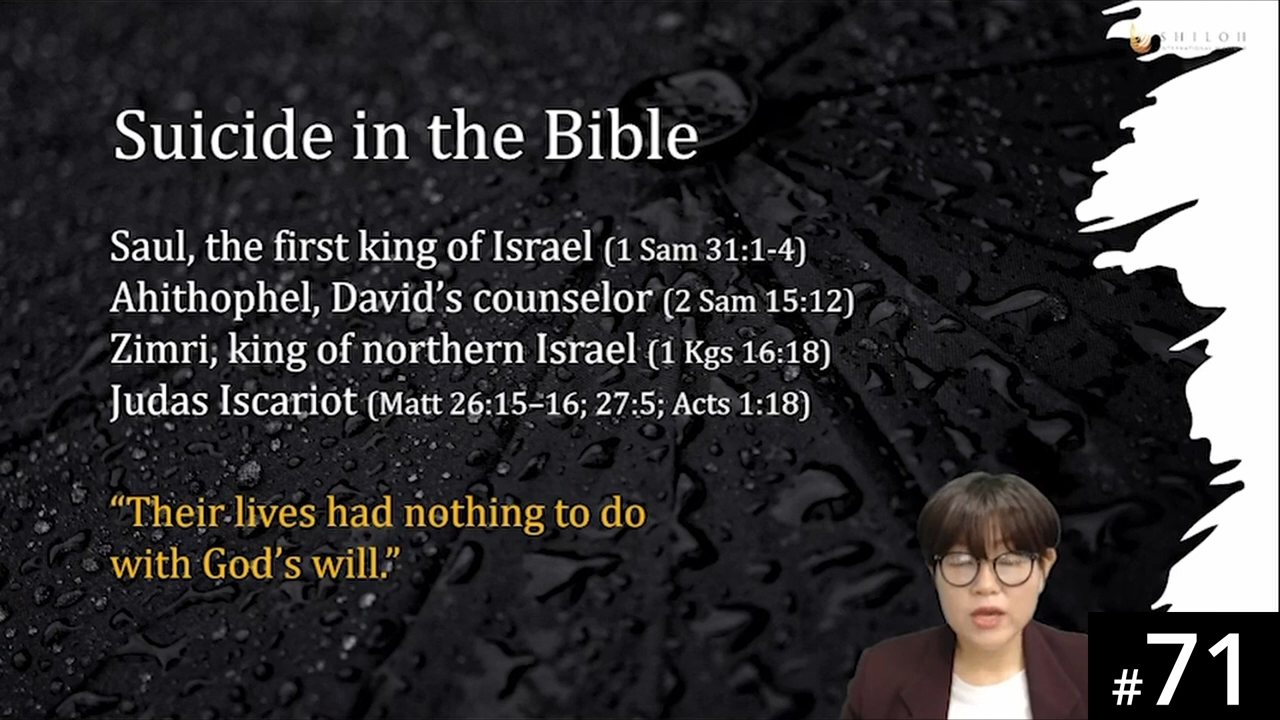 SHILOH
Suicide in the Bible
Saul, the first king of Israel (1 Sam 31:1-4)
Ahithophel, David’s counselor (2 Sam 15:12)
Zimri, king of northern Israel (1 Kgs 16:18)
Judas Iscariot (Matt 26:15–16; 27:5; Acts 1:18)
“Their lives had nothing to do
with God’s will.”
#71